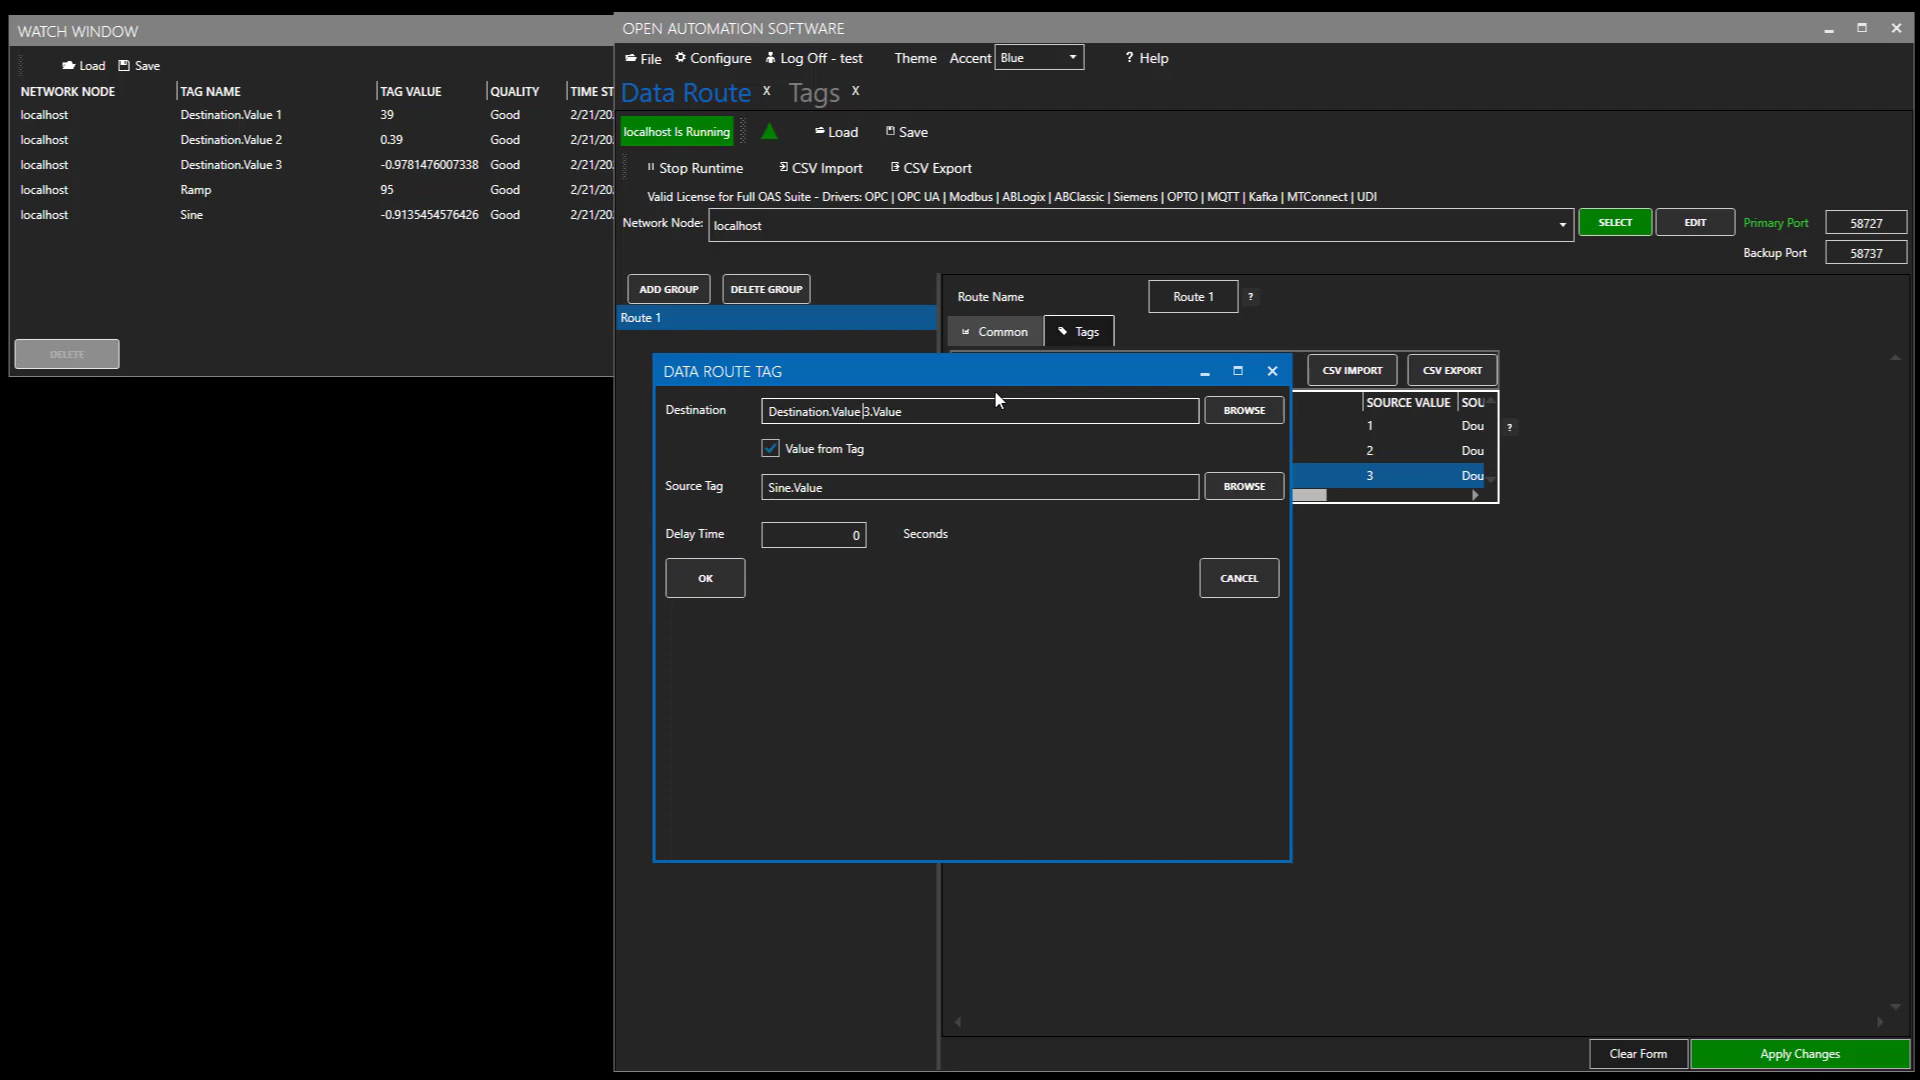 WATCH WINDOW
Load Save
NETWORK NODE TAG NAME TAG VALUE QUALITY TIME ST
localhost Destination.Value 1 39 Good 2/21/20
localhost Destination.Value 2 0.39 Good 2/21/20
localhost Destination.Value 3 -0.9781476007338 Good 2/21/20
localhost Ramp 95 Good 2/21/20
localhost Sine -0.9135454576426 Good 2/21/20
DELETE
OPEN AUTOMATION SOFTWARE
File Configure Log Off - test Theme Accent Blue ? Help
Data Route X Tags X
localhost Is Running Load Save
Stop Runtime CSV Import CSV Export
Valid License for Full OAS Suite - Drivers: OPC | OPC UA | Modbus | ABLogix | ABClassic | Siemens | OPTO | MQTT | Kafka | MTConnect | UDI
Network Node: localhost SELECT EDIT Primary Port 58727
Backup Port 58737
ADD GROUP DELETE GROUP
Route 1
Route Name Route 1 ?
Common Tags
CSV IMPORT CSV EXPORT
SOURCE VALUE SOU
1 Dou ?
2 Dou
3 Dou
DATA ROUTE TAG
Destination Destination.Value 3.Value BROWSE
Value from Tag
Source Tag Sine.Value BROWSE
Delay Time 0 Seconds
OK CANCEL
Clear Form Apply Changes